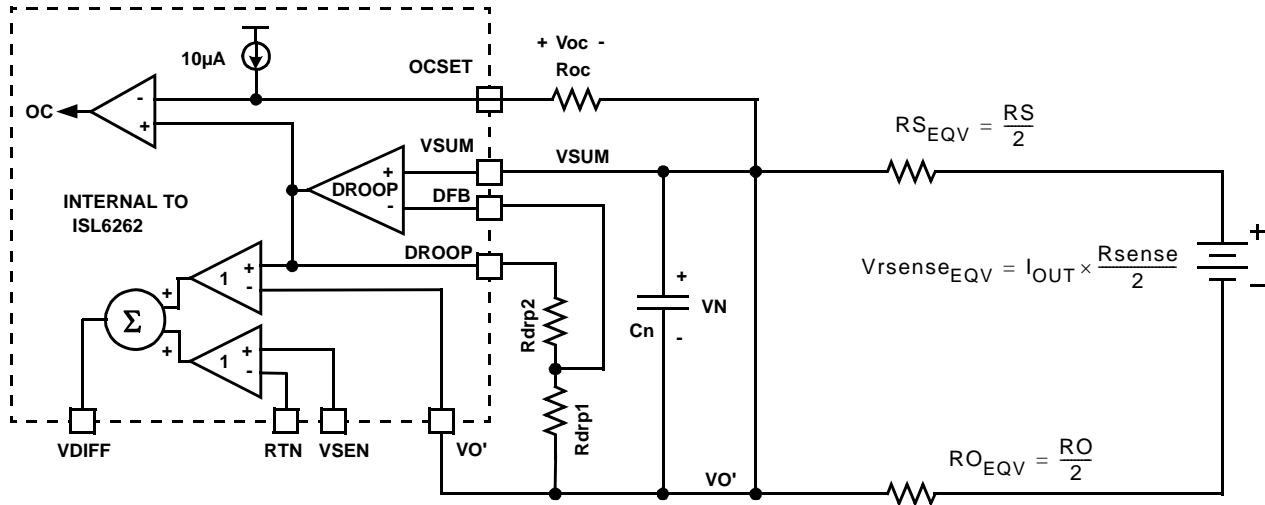 10µA
+ Voc -
Roc
OCSET
OC
-
+
VSUM
VSUM
+
DROOP
-
DFB
INTERNAL TO
ISL6262
DROOP
1
+
-
+
Σ
+
1
+
-
Rdrp2
Rdrp1
+
VN
Cn
-
RS_EQV = RS/2
+
Vrsense_EQV = I_OUT × Rsense/2
-
RO_EQV = RO/2
VDIFF
RTN
VSEN
VO'
VO'